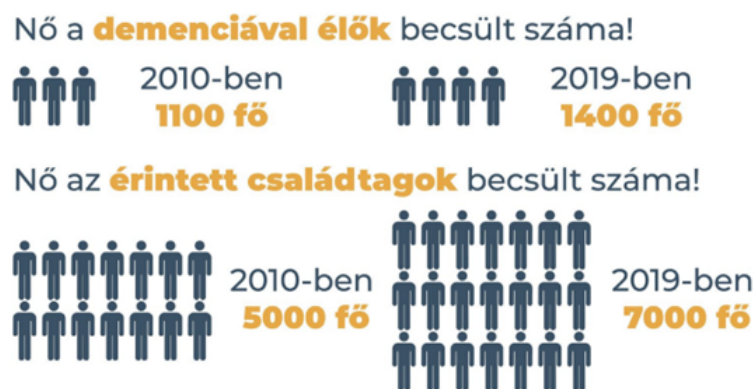 Nő a demenciával élők becsült száma!
2010-ben
1100 fő
2019-ben
1400 fő
Nő az érintett családtagok becsült száma!
2010-ben
5000 fő
2019-ben
7000 fő